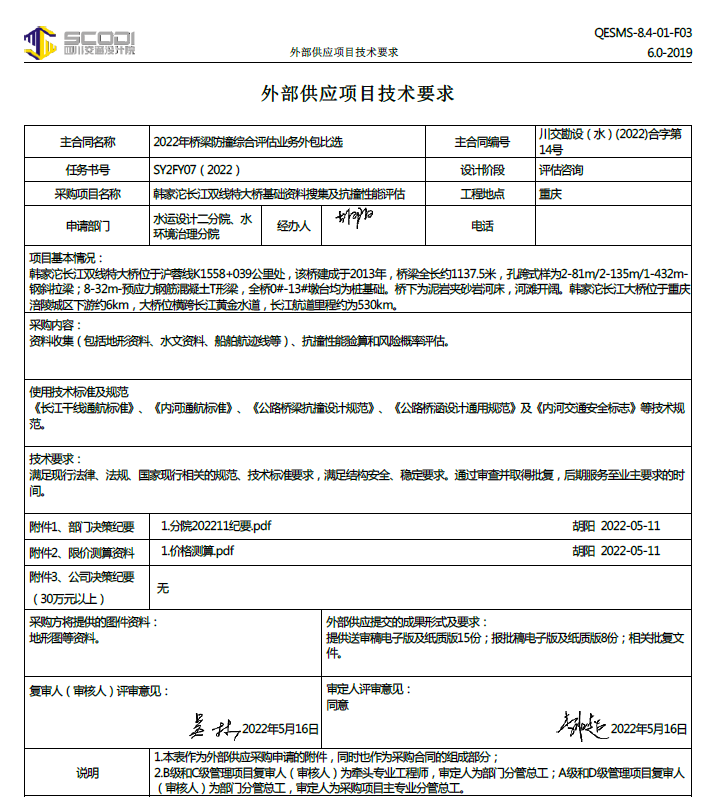 SCODI
四川交通设计院
外部供应项目技术要求
QESMS-8.4-01-F03
6.0-2019
外部供应项目技术要求
主合同名称 2022年桥梁防撞综合评估业务外包比选 主合同编号 川交勘设（水）(2022)合字第
14号
任务书号 SY2FY07（2022） 设计阶段 评估咨询
采购项目名称 韩家沱长江双线特大桥基础资料搜集及抗撞性能评估 工程地点 重庆
申请部门 水运设计二分院、水
环境治理分院 经办人 胡阳 电话
项目基本情况：
韩家沱长江双线特大桥位于沪蓉线K1558+039公里处，该桥建成于2013年，桥梁全长约1137.5米，孔跨式样为2-81m/2-135m/1-432m-
钢斜拉梁；8-32m-预应力钢筋混凝土T形梁，全桥0#-13#墩台均为桩基础。桥下为泥岩夹砂岩河床，河滩开阔。韩家沱长江大桥位于重庆
涪陵城区下游约6km，大桥位横跨长江黄金水道，长江航道里程约为530km。
采购内容：
资料收集（包括地形资料、水文资料、船舶航迹线等）、抗撞性能验算和风险概率评估。
使用技术标准及规范
《长江干线通航标准》、《内河通航标准》、《公路桥梁抗撞设计规范》、《公路桥涵设计通用规范》及《内河交通安全标志》等技术规
范。
技术要求：
满足现行法律、法规、国家现行相关的规范、技术标准要求，满足结构安全、稳定要求。通过审查并取得批复，后期服务至业主要求的时
间。
附件1、部门决策纪要 1.分院202211纪要.pdf 胡阳 2022-05-11
附件2、限价测算资料 1.价格测算.pdf 胡阳 2022-05-11
附件3、公司决策纪要
（30万元以上） 无
采购方将提供的图件资料：
地形图等资料。
外部供应提交的成果形式及要求：
提供送审稿电子版及纸质版15份；报批稿电子版及纸质版8份；相关批复文
件。
复审人（审核人）评审意见：
2022年5月16日
审定人评审意见：
同意
2022年5月16日
说明
1.本表作为外部供应采购申请的附件，同时也作为采购合同的组成部分；
2.B级和C级管理项目复审人（审核人）为牵头专业工程师，审定人为部门分管总工；A级和D级管理项目复审人
（审核人）为部门分管总工，审定人为采购项目主专业分管总工。